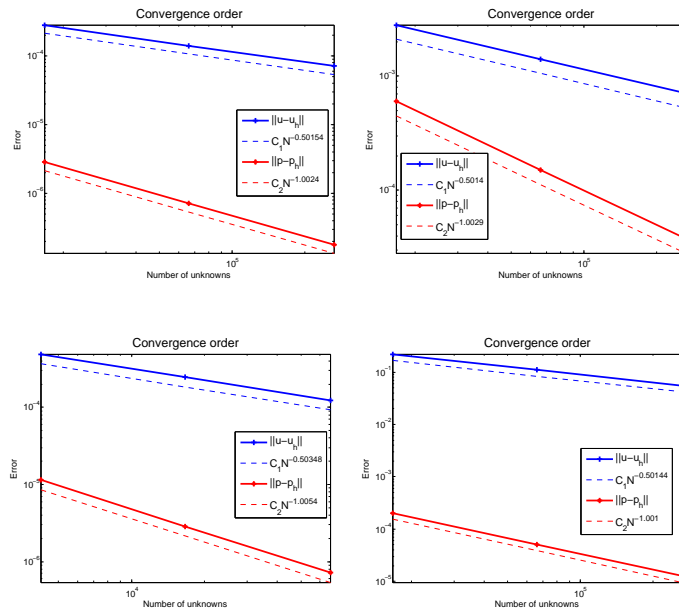 Convergence order
10^-4
10^-5
10^-6
Error
||u−u_h||
C_1N^-0.50154
||p−p_h||
C_2N^-1.0024
10^5
Number of unknowns
Convergence order
10^-3
10^-4
Error
||u−u_h||
C_1N^-0.5014
||p−p_h||
C_2N^-1.0029
10^5
Number of unknowns
Convergence order
10^-4
10^-5
10^-6
Error
||u−u_h||
C_1N^-0.50348
||p−p_h||
C_2N^-1.0054
10^4
Number of unknowns
Convergence order
10^-1
10^-2
10^-3
10^-4
10^-5
Error
||u−u_h||
C_1N^-0.50144
||p−p_h||
C_2N^-1.001
10^5
Number of unknowns